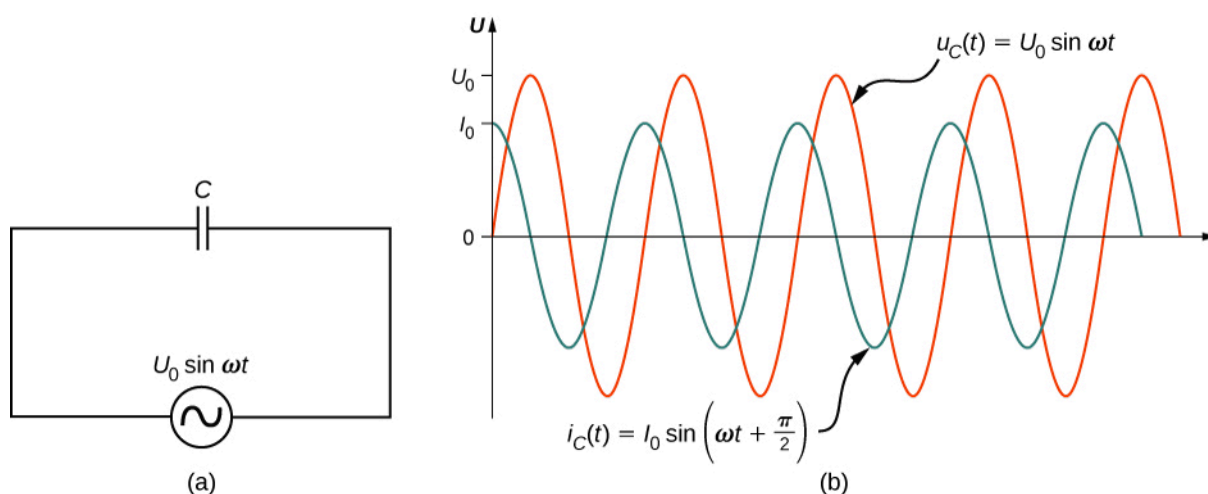 C
U₀ sin ωt
(a)
U
U₀
I₀
0
u_C(t) = U₀ sin ωt
i_C(t) = I₀ sin (ωt + π/2)
(b)